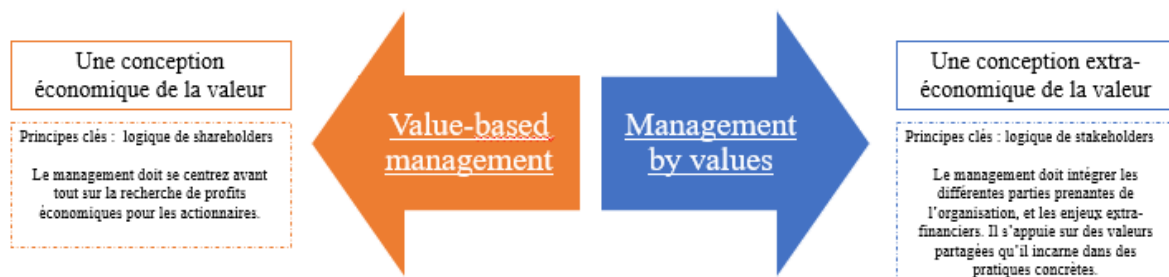 Une conception
économique de la valeur
Principes clés : logique de shareholders
Le management doit se centrez avant
tout sur la recherche de profits
économiques pour les actionnaires.
Value-based
management
Management
by values
Une conception extra-
économique de la valeur
Principes clés : logique de stakeholders
Le management doit intégrer les
différentes parties prenantes de
l’organisation, et les enjeux extra-
financiers. Il s’appuie sur des valeurs
partagées qu’il incarne dans des
pratiques concrètes.